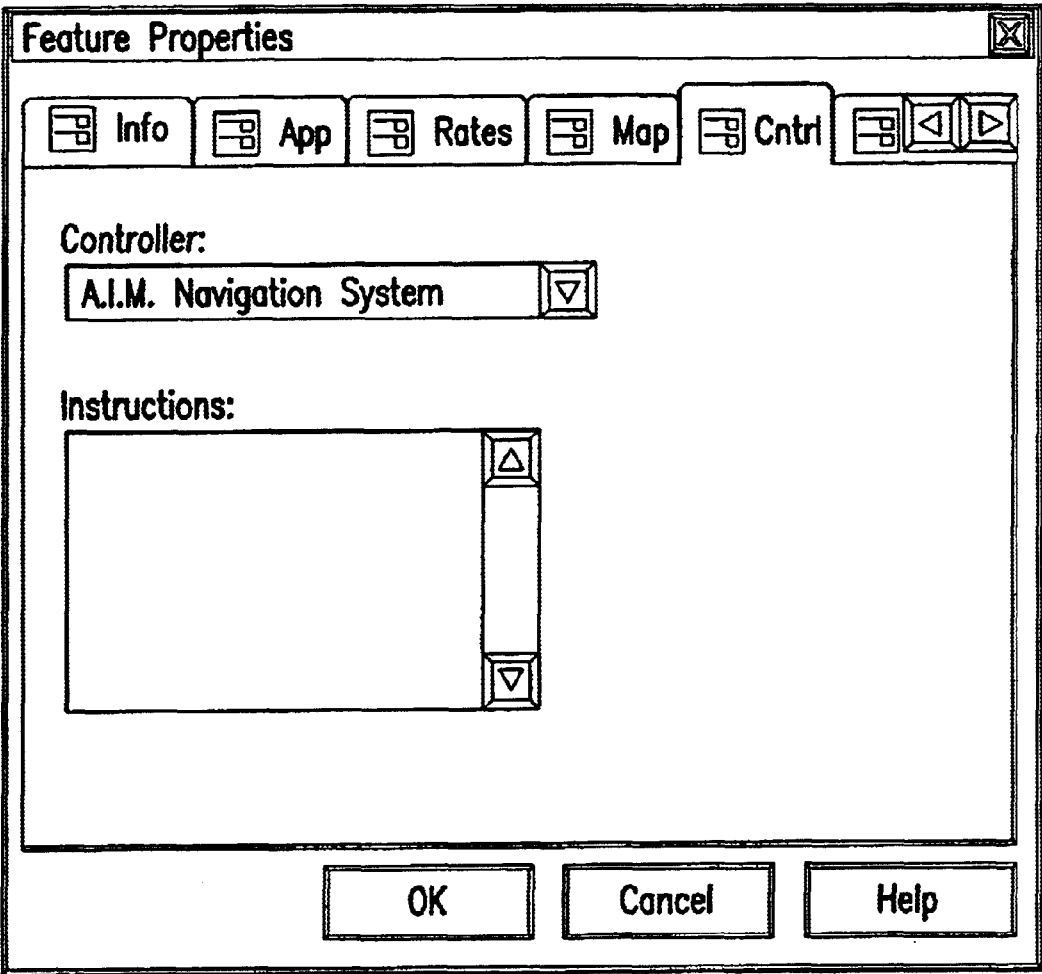 Feature Properties
Info App Rates Map Cntrl
Controller:
A.I.M. Navigation System
Instructions:
OK Cancel Help